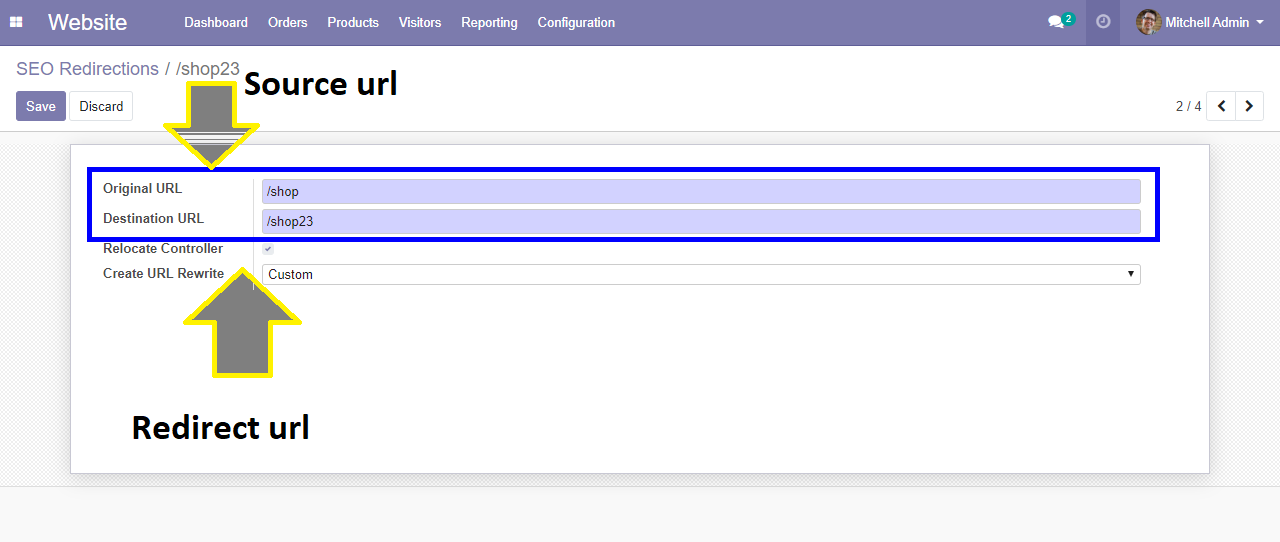 Website Dashboard Orders Products Visitors Reporting Configuration 2 Mitchell Admin
SEO Redirections / /shop23
Source url
Save Discard 2 / 4
Original URL /shop
Destination URL /shop23
Relocate Controller
Create URL Rewrite Custom
Redirect url